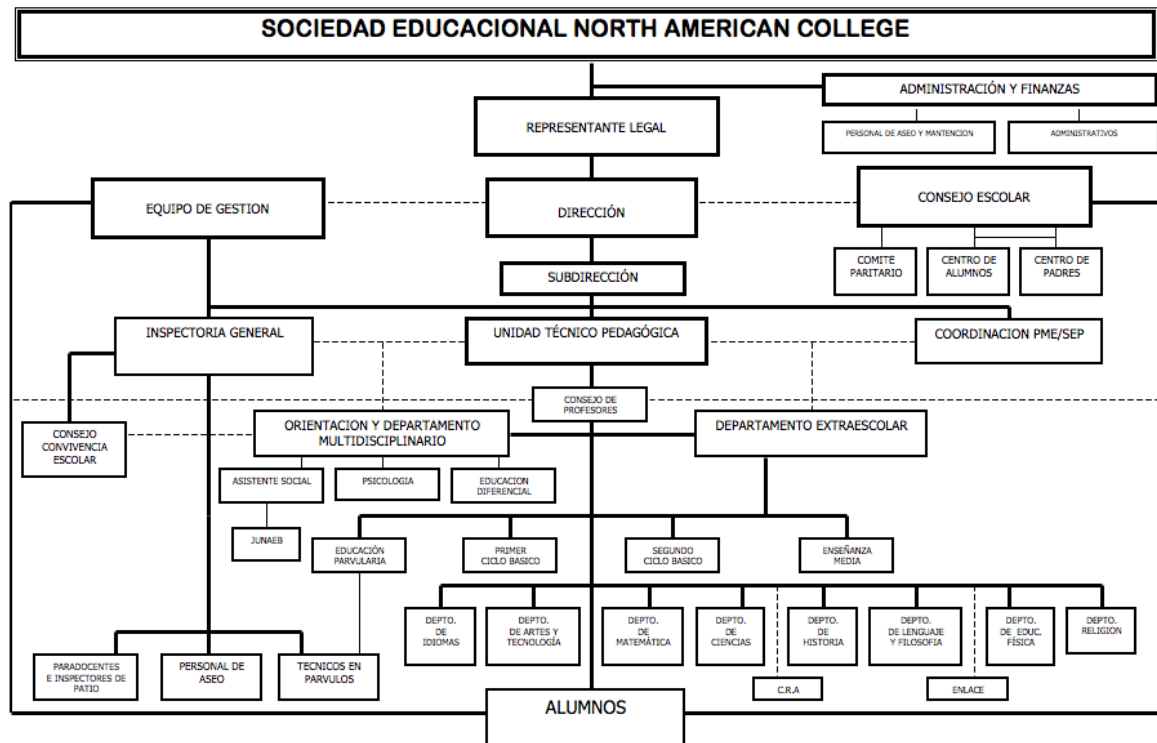 SOCIEDAD EDUCACIONAL NORTH AMERICAN COLLEGE
ADMINISTRACIÓN Y FINANZAS
REPRESENTANTE LEGAL
PERSONAL DE ASEO Y MANTENCION
ADMINISTRATIVOS
EQUIPO DE GESTION
DIRECCIÓN
CONSEJO ESCOLAR
COMITE
PARITARIO
CENTRO DE
ALUMNOS
CENTRO DE
PADRES
SUBDIRECCIÓN
INSPECTORIA GENERAL
UNIDAD TÉCNICO PEDAGÓGICA
COORDINACION PME/SEP
CONSEJO DE
PROFESORES
CONSEJO
CONVIVENCIA
ESCOLAR
ORIENTACION Y DEPARTAMENTO
MULTIDISCIPLINARIO
DEPARTAMENTO EXTRAESCOLAR
ASISTENTE SOCIAL
PSICOLOGIA
EDUCACION
DIFERENCIAL
JUNAEB
EDUCACIÓN
PARVULARIA
PRIMER
CICLO BASICO
SEGUNDO
CICLO BASICO
ENSEÑANZA
MEDIA
DEPTO.
DE
IDIOMAS
DEPTO.
DE ARTES Y
TECNOLOGÍA
DEPTO.
DE
MATEMÁTICA
DEPTO.
DE
CIENCIAS
DEPTO.
DE
HISTORIA
DEPTO.
DE LENGUAJE
Y FILOSOFIA
DEPTO.
DE EDUC.
FÍSICA
DEPTO.
RELIGION
PARADOCENTES
E INSPECTORES DE
PATIO
PERSONAL DE
ASEO
TECNICOS EN
PARVULOS
C.R.A
ENLACE
ALUMNOS